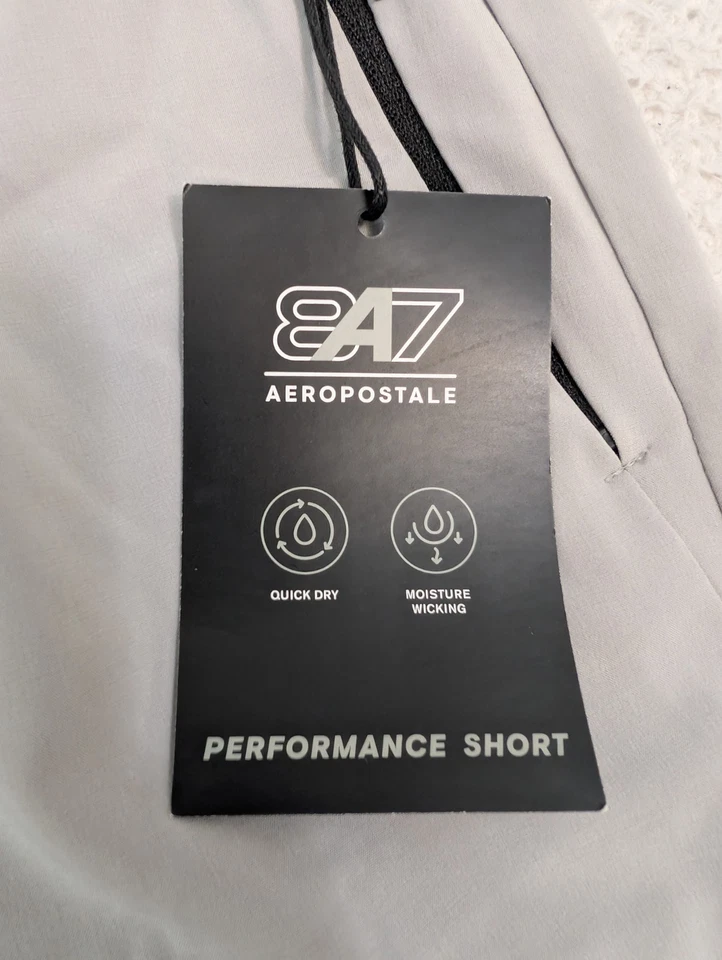 8A7
AEROPOSTALE
QUICK DRY
MOISTURE
WICKING
PERFORMANCE SHORT